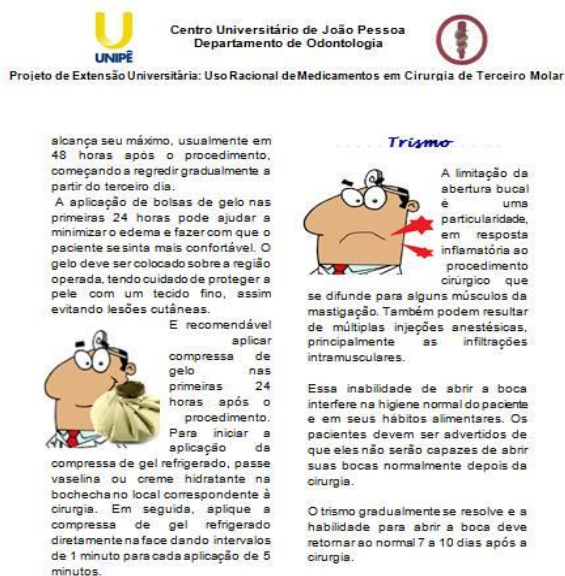 UNIPÊ
Centro Universitário de João Pessoa
Departamento de Odontologia
Projeto de Extensão Universitária: Uso Racional de Medicamentos em Cirurgia de Terceiro Molar
alcança seu máximo, usualmente em
48 horas após o procedimento,
começando a regredir gradualmente a
partir do terceiro dia.
A aplicação de bolsas de gelo nas
primeiras 24 horas pode ajudar a
minimizar o edema e fazer com que o
paciente se sinta mais confortável. O
gelo deve ser colocado sobre a região
operada, tendo cuidado de proteger a
pele com um tecido fino, assim
evitando lesões cutâneas.
E recomendável
aplicar
compressa de
gelo nas
primeiras 24
horas após o
procedimento.
Para iniciar a
aplicação da
compressa de gel refrigerado, passe
vaselina ou creme hidratante na
bochecha no local correspondente à
cirurgia. Em seguida, aplique a
compressa de gel refrigerado
diretamente na face dando intervalos
de 1 minuto para cada aplicação de 5
minutos.
Trismo
A limitação da
abertura bucal
é uma
particularidade,
em resposta
inflamatória ao
procedimento
cirúrgico que
se difunde para alguns músculos da
mastigação. Também podem resultar
de múltiplas injeções anestésicas,
principalmente as infiltrações
intramusculares.
Essa inabilidade de abrir a boca
interfere na higiene normal do paciente
e em seus hábitos alimentares. Os
pacientes devem ser advertidos de
que eles não serão capazes de abrir
suas bocas normalmente depois da
cirurgia.
O trismo gradualmente se resolve e a
habilidade para abrir a boca deve
retornar ao normal 7 a 10 dias após a
cirurgia.